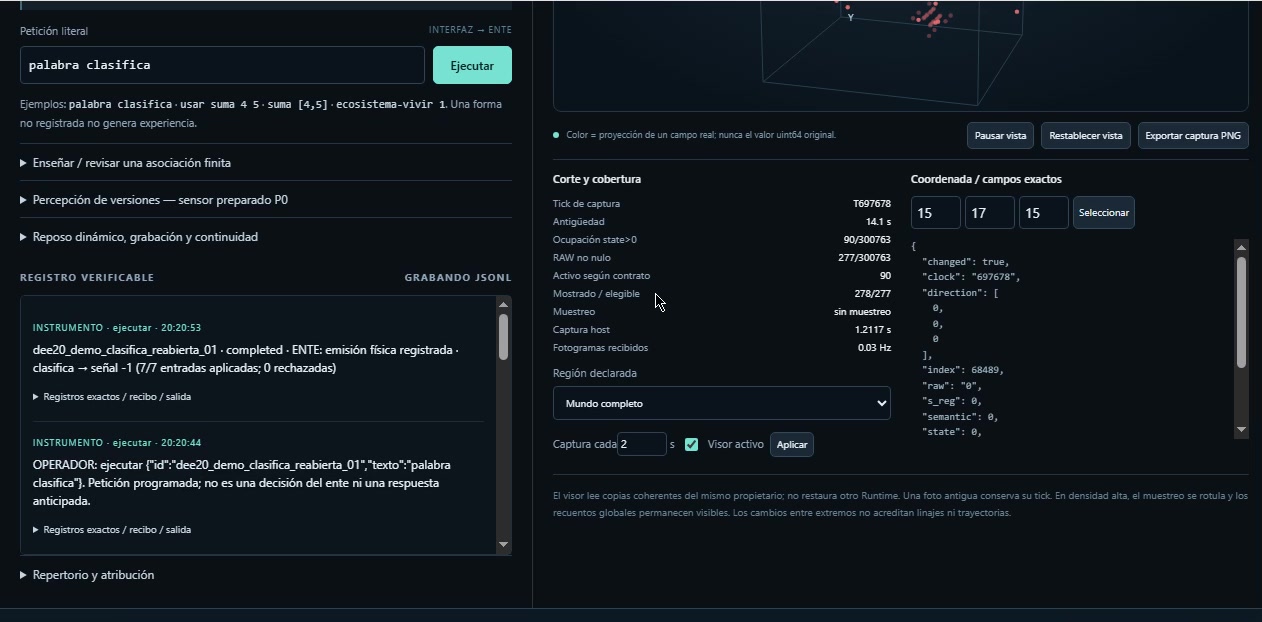 Petición literal
INTERFAZ → ENTE
palabra clasifica
Ejecutar
Ejemplos: palabra clasifica · usar suma 4 5 · suma [4,5] · ecosistema-vivir 1. Una forma
no registrada no genera experiencia.
▶ Enseñar / revisar una asociación finita
▶ Percepción de versiones — sensor preparado P0
▶ Reposo dinámico, grabación y continuidad
REGISTRO VERIFICABLE
GRABANDO JSONL
INSTRUMENTO · ejecutar · 20:20:53
dee20_demo_clasifica_reabierta_01 · completed · ENTE: emisión física registrada ·
clasifica → señal -1 (7/7 entradas aplicadas; 0 rechazadas)
▶ Registros exactos / recibo / salida
INSTRUMENTO · ejecutar · 20:20:44
OPERADOR: ejecutar {"id":"dee20_demo_clasifica_reabierta_01","texto":"palabra
clasifica"}. Petición programada; no es una decisión del ente ni una respuesta
anticipada.
▶ Registros exactos / recibo / salida
▶ Repertorio y atribución
Y
Color = proyección de un campo real; nunca el valor uint64 original.
Pausar vista
Restablecer vista
Exportar captura PNG
Corte y cobertura
Tick de captura T697678
Antigüedad 14.1 s
Ocupación state>0 90/300763
RAW no nulo 277/300763
Activo según contrato 90
Mostrado / elegible 278/277
Muestreo sin muestreo
Captura host 1.2117 s
Fotogramas recibidos 0.03 Hz
Región declarada
Mundo completo
Captura cada 2 s Visor activo Aplicar
Coordenada / campos exactos
15 17 15 Seleccionar
{
"changed": true,
"clock": "697678",
"direction": [
0,
0,
0
],
"index": 68489,
"raw": "0",
"s_reg": 0,
"semantic": 0,
"state": 0,
El visor lee copias coherentes del mismo propietario; no restaura otro Runtime. Una foto antigua conserva su tick. En densidad alta, el muestreo se rotula y los
recuentos globales permanecen visibles. Los cambios entre extremos no acreditan linajes ni trayectorias.